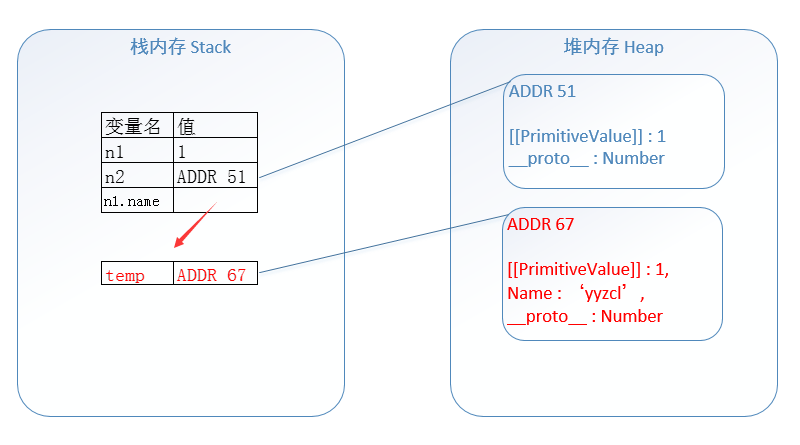 栈内存 Stack
变量名 值
n1 1
n2 ADDR 51
n1.name
temp ADDR 67
堆内存 Heap
ADDR 51
[[PrimitiveValue]] : 1
__proto__ : Number
ADDR 67
[[PrimitiveValue]] : 1,
Name : ‘yyzcl’,
__proto__ : Number